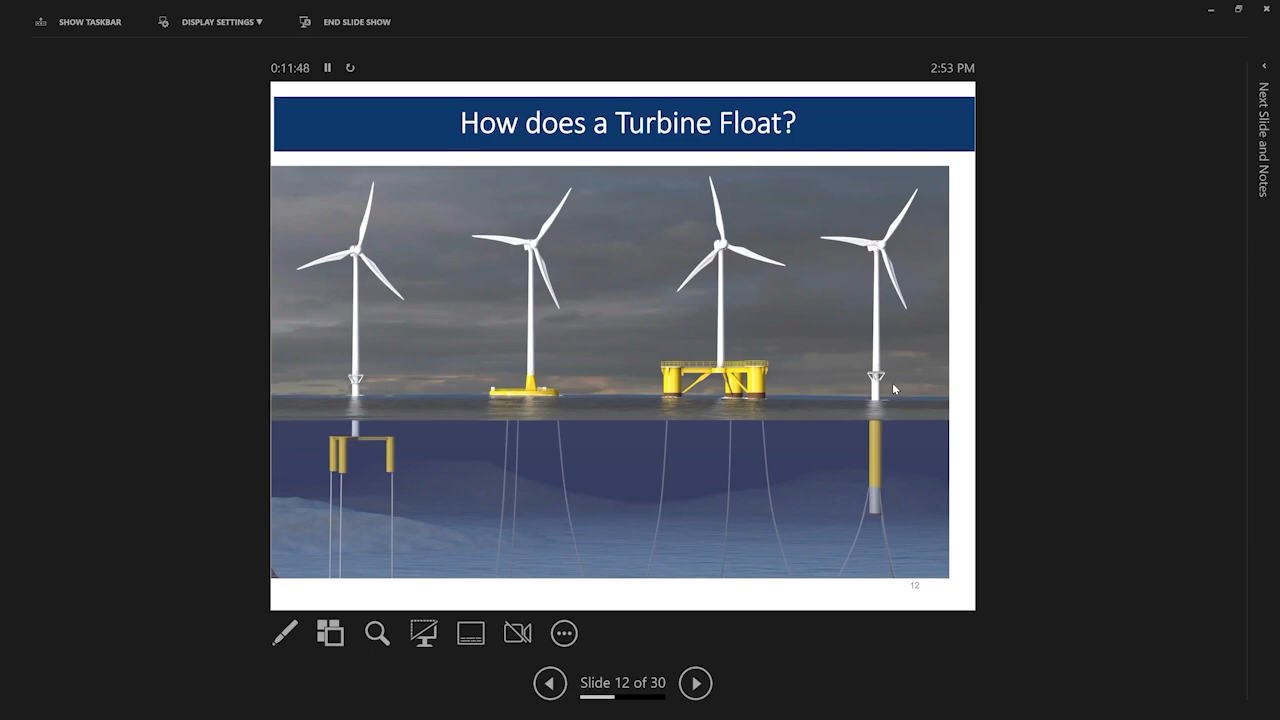 SHOW TASKBAR
DISPLAY SETTINGS ▼
END SLIDE SHOW
0:11:48
2:53 PM
How does a Turbine Float?
12
Slide 12 of 30
Next Slide and Notes